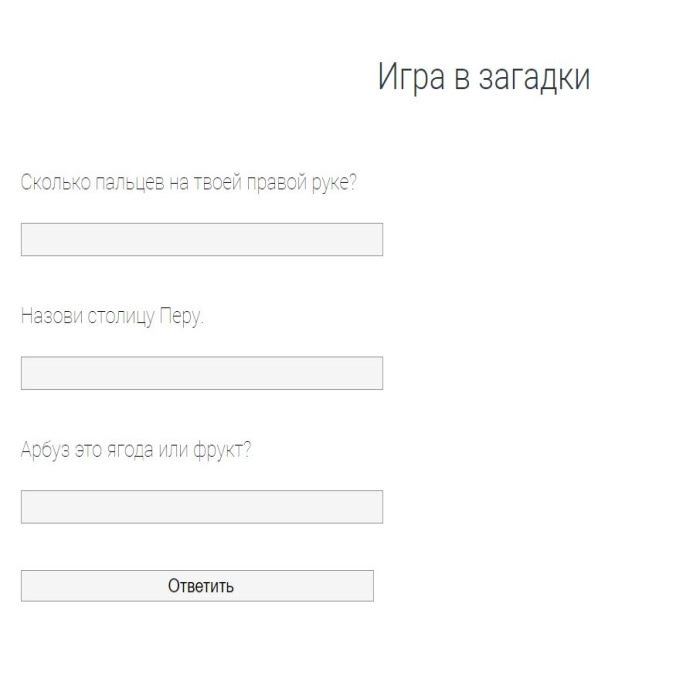 Игра в загадки
Сколько пальцев на твоей правой руке?
Назови столицу Перу.
Арбуз это ягода или фрукт?
Ответить